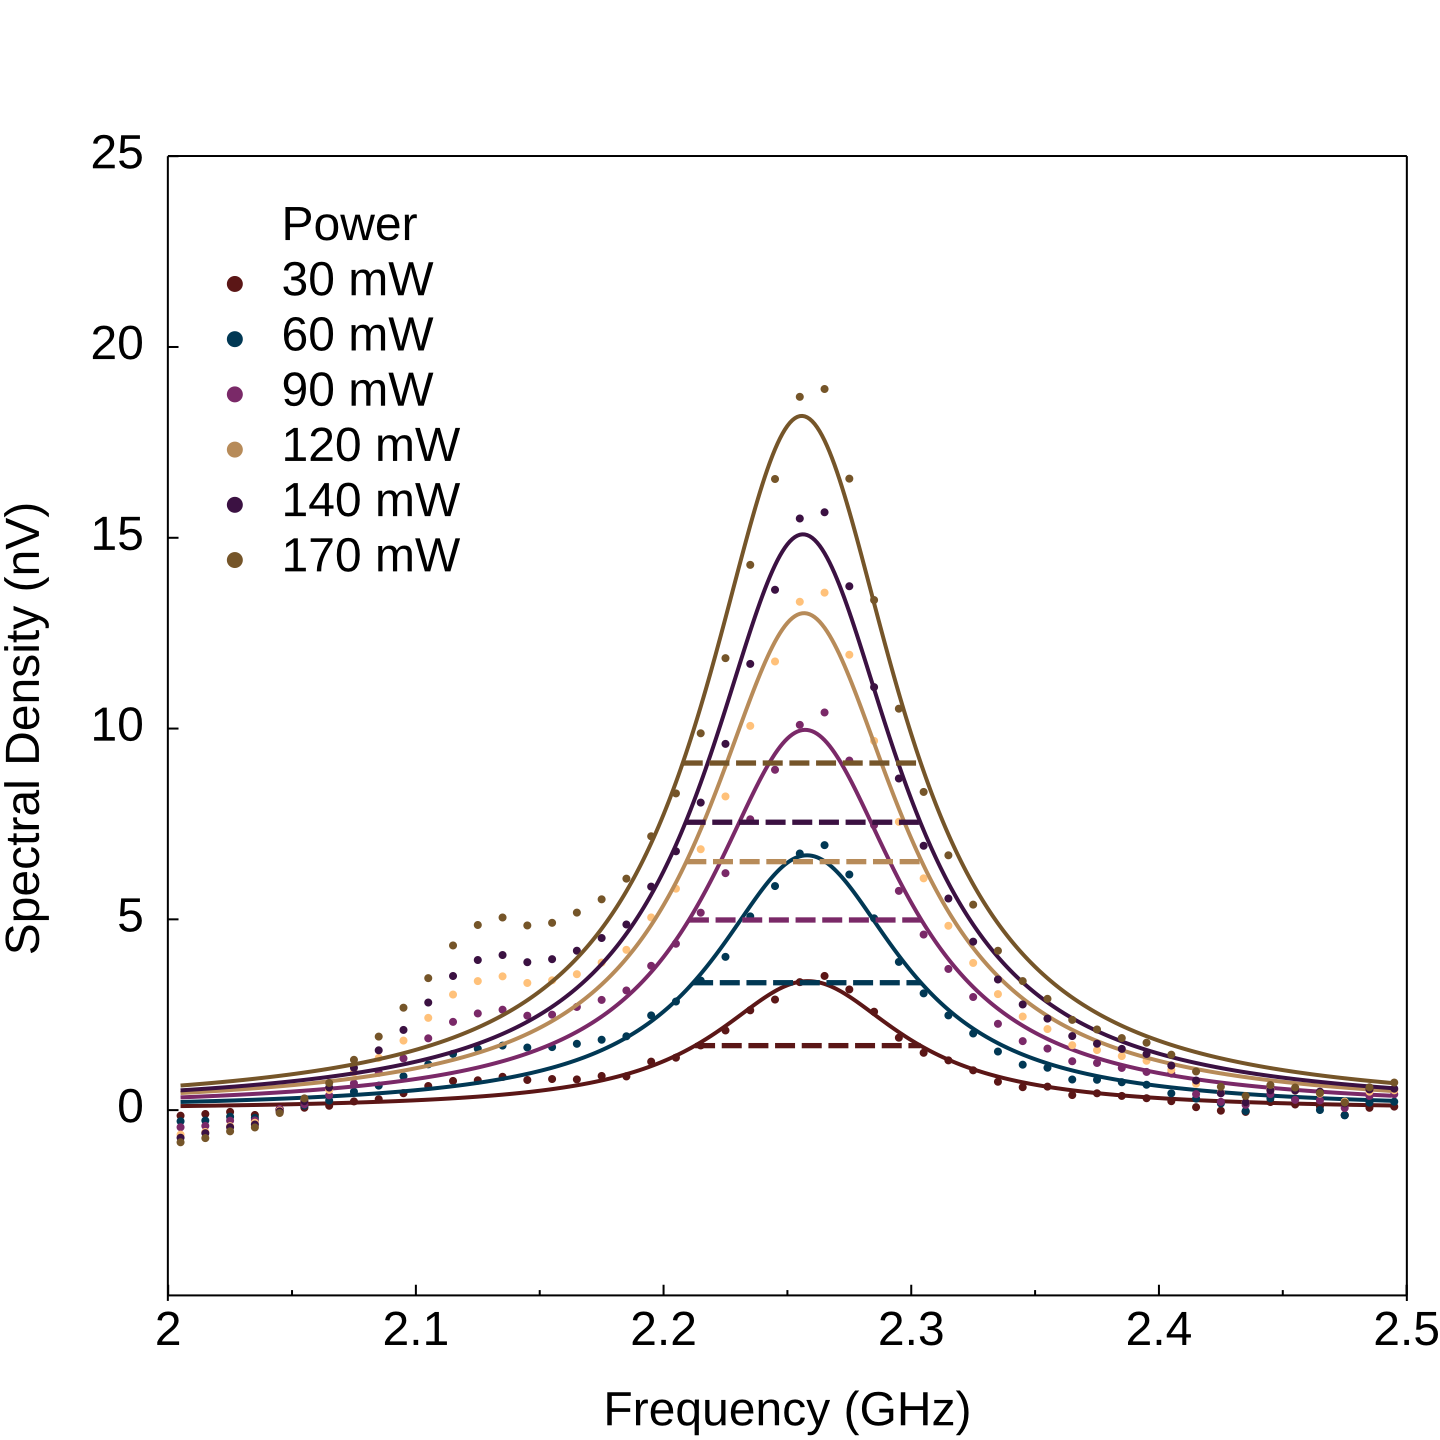 25
20
15
10
5
0
Spectral Density (nV)
Power
30 mW
60 mW
90 mW
120 mW
140 mW
170 mW
2 2.1 2.2 2.3 2.4 2.5
Frequency (GHz)